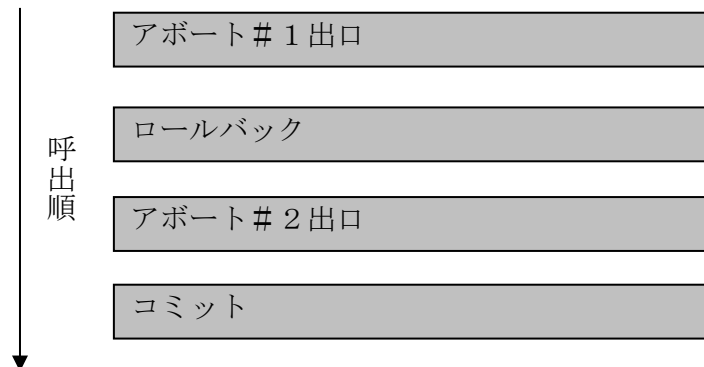 アボート＃１出口
ロールバック
呼出順
アボート＃２出口
コミット